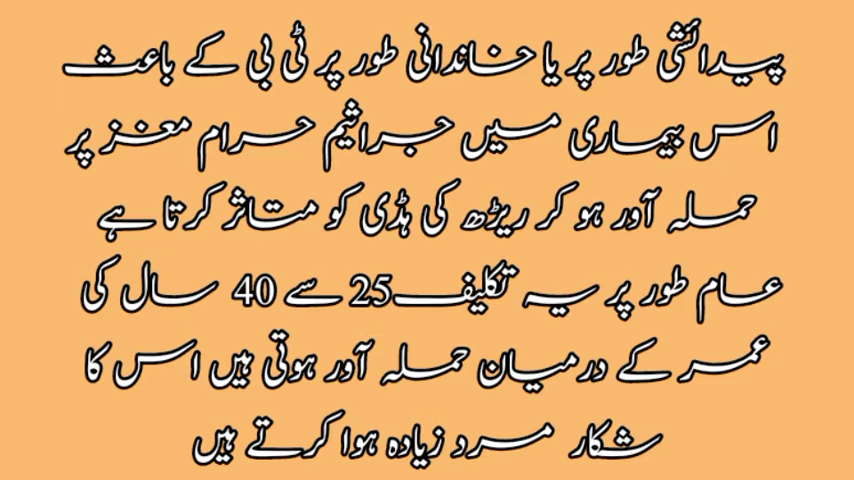 پیدائشی طور پر یا خاندانی طور پر ٹی بی کے باعث
اس بیماری میں جراثیم حرام مغز پر
حملہ آور ہو کر ریڑھ کی ہڈی کو متاثر کرتا ہے
عام طور پر یہ تکلیف25 سے 40 سال کی
عمر کے درمیان حملہ آور ہوتی ہیں اس کا
شکار مرد زیادہ ہوا کرتے ہیں